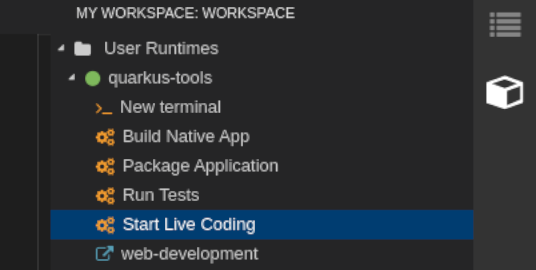 MY WORKSPACE: WORKSPACE
User Runtimes
quarkus-tools
New terminal
Build Native App
Package Application
Run Tests
Start Live Coding
web-development